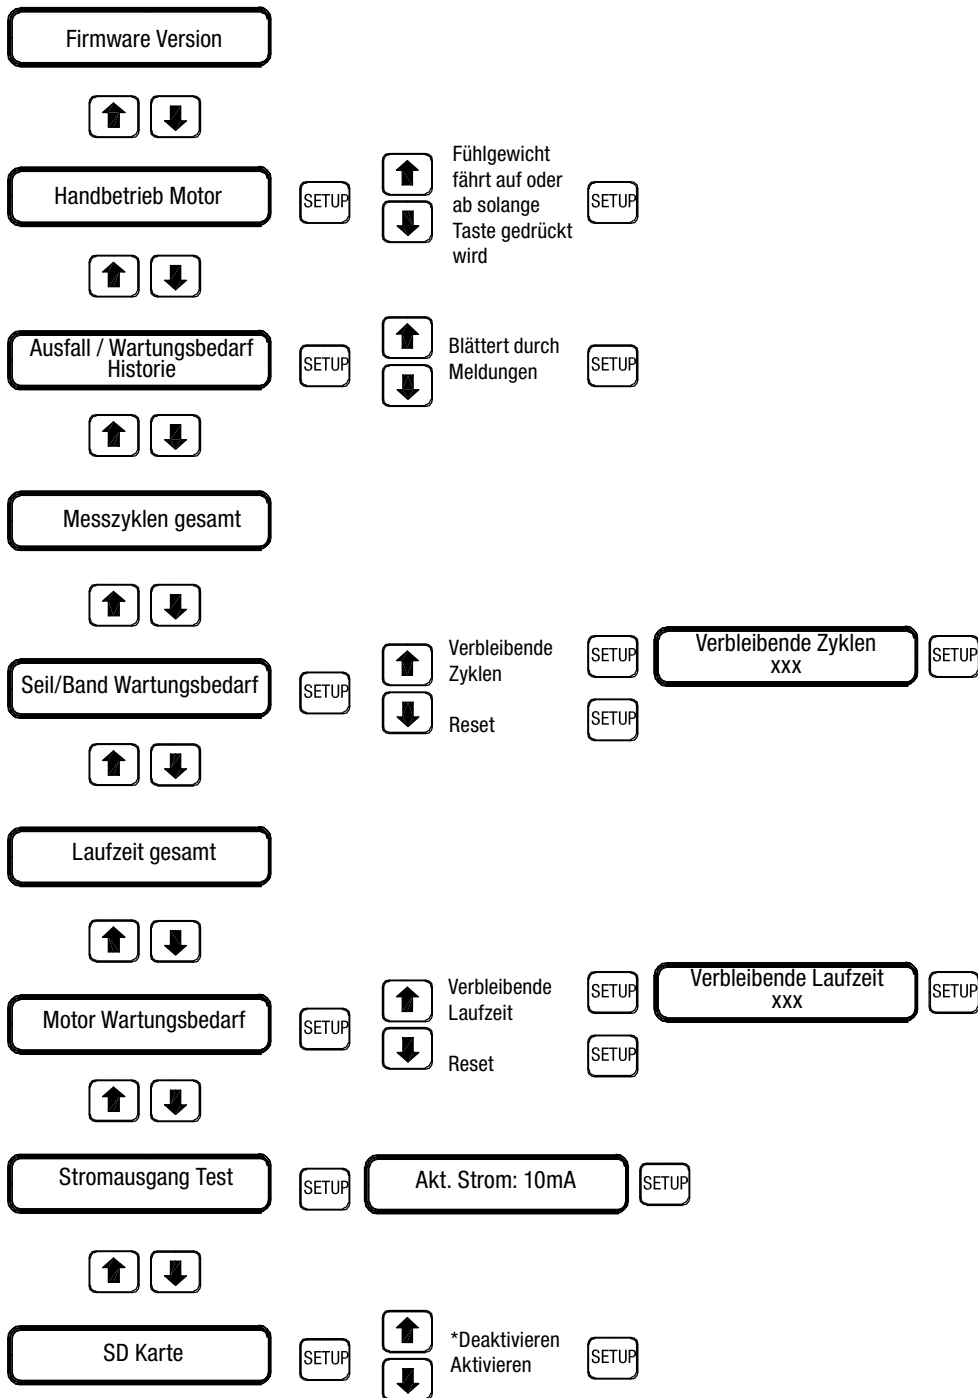 Firmware Version
Handbetrieb Motor
SETUP
Fühlgewicht
fährt auf oder
ab solange
Taste gedrückt
wird
SETUP
Ausfall / Wartungsbedarf
Historie
SETUP
Blättert durch
Meldungen
SETUP
Messzyklen gesamt
Seil/Band Wartungsbedarf
SETUP
Verbleibende
Zyklen
SETUP
Verbleibende Zyklen
xxx
SETUP
Reset
SETUP
Laufzeit gesamt
Motor Wartungsbedarf
SETUP
Verbleibende
Laufzeit
SETUP
Verbleibende Laufzeit
xxx
SETUP
Reset
SETUP
Stromausgang Test
SETUP
Akt. Strom: 10mA
SETUP
SD Karte
SETUP
*Deaktivieren
Aktivieren
SETUP